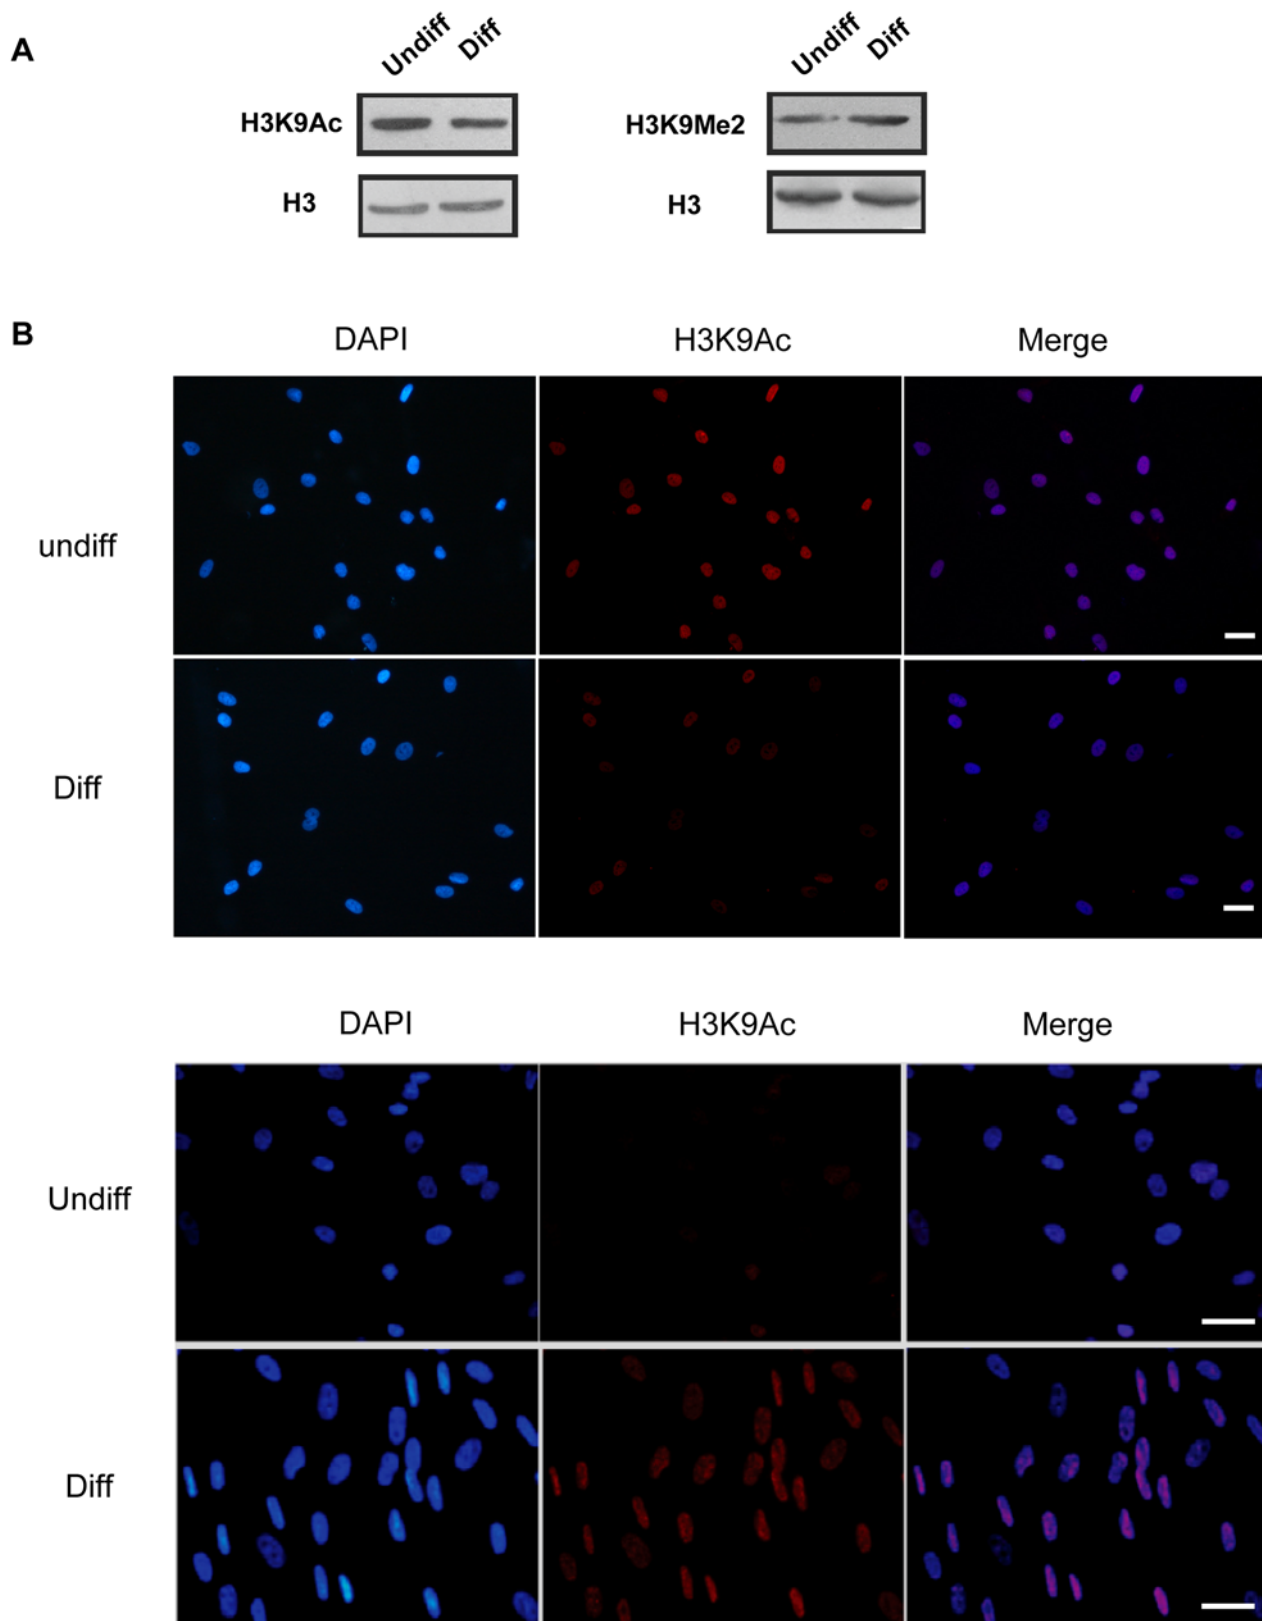 A
Undiff Diff
Undiff Diff
H3K9Ac
H3K9Me2
H3
H3
B
DAPI H3K9Ac Merge
undiff
Diff
DAPI H3K9Ac Merge
Undiff
Diff